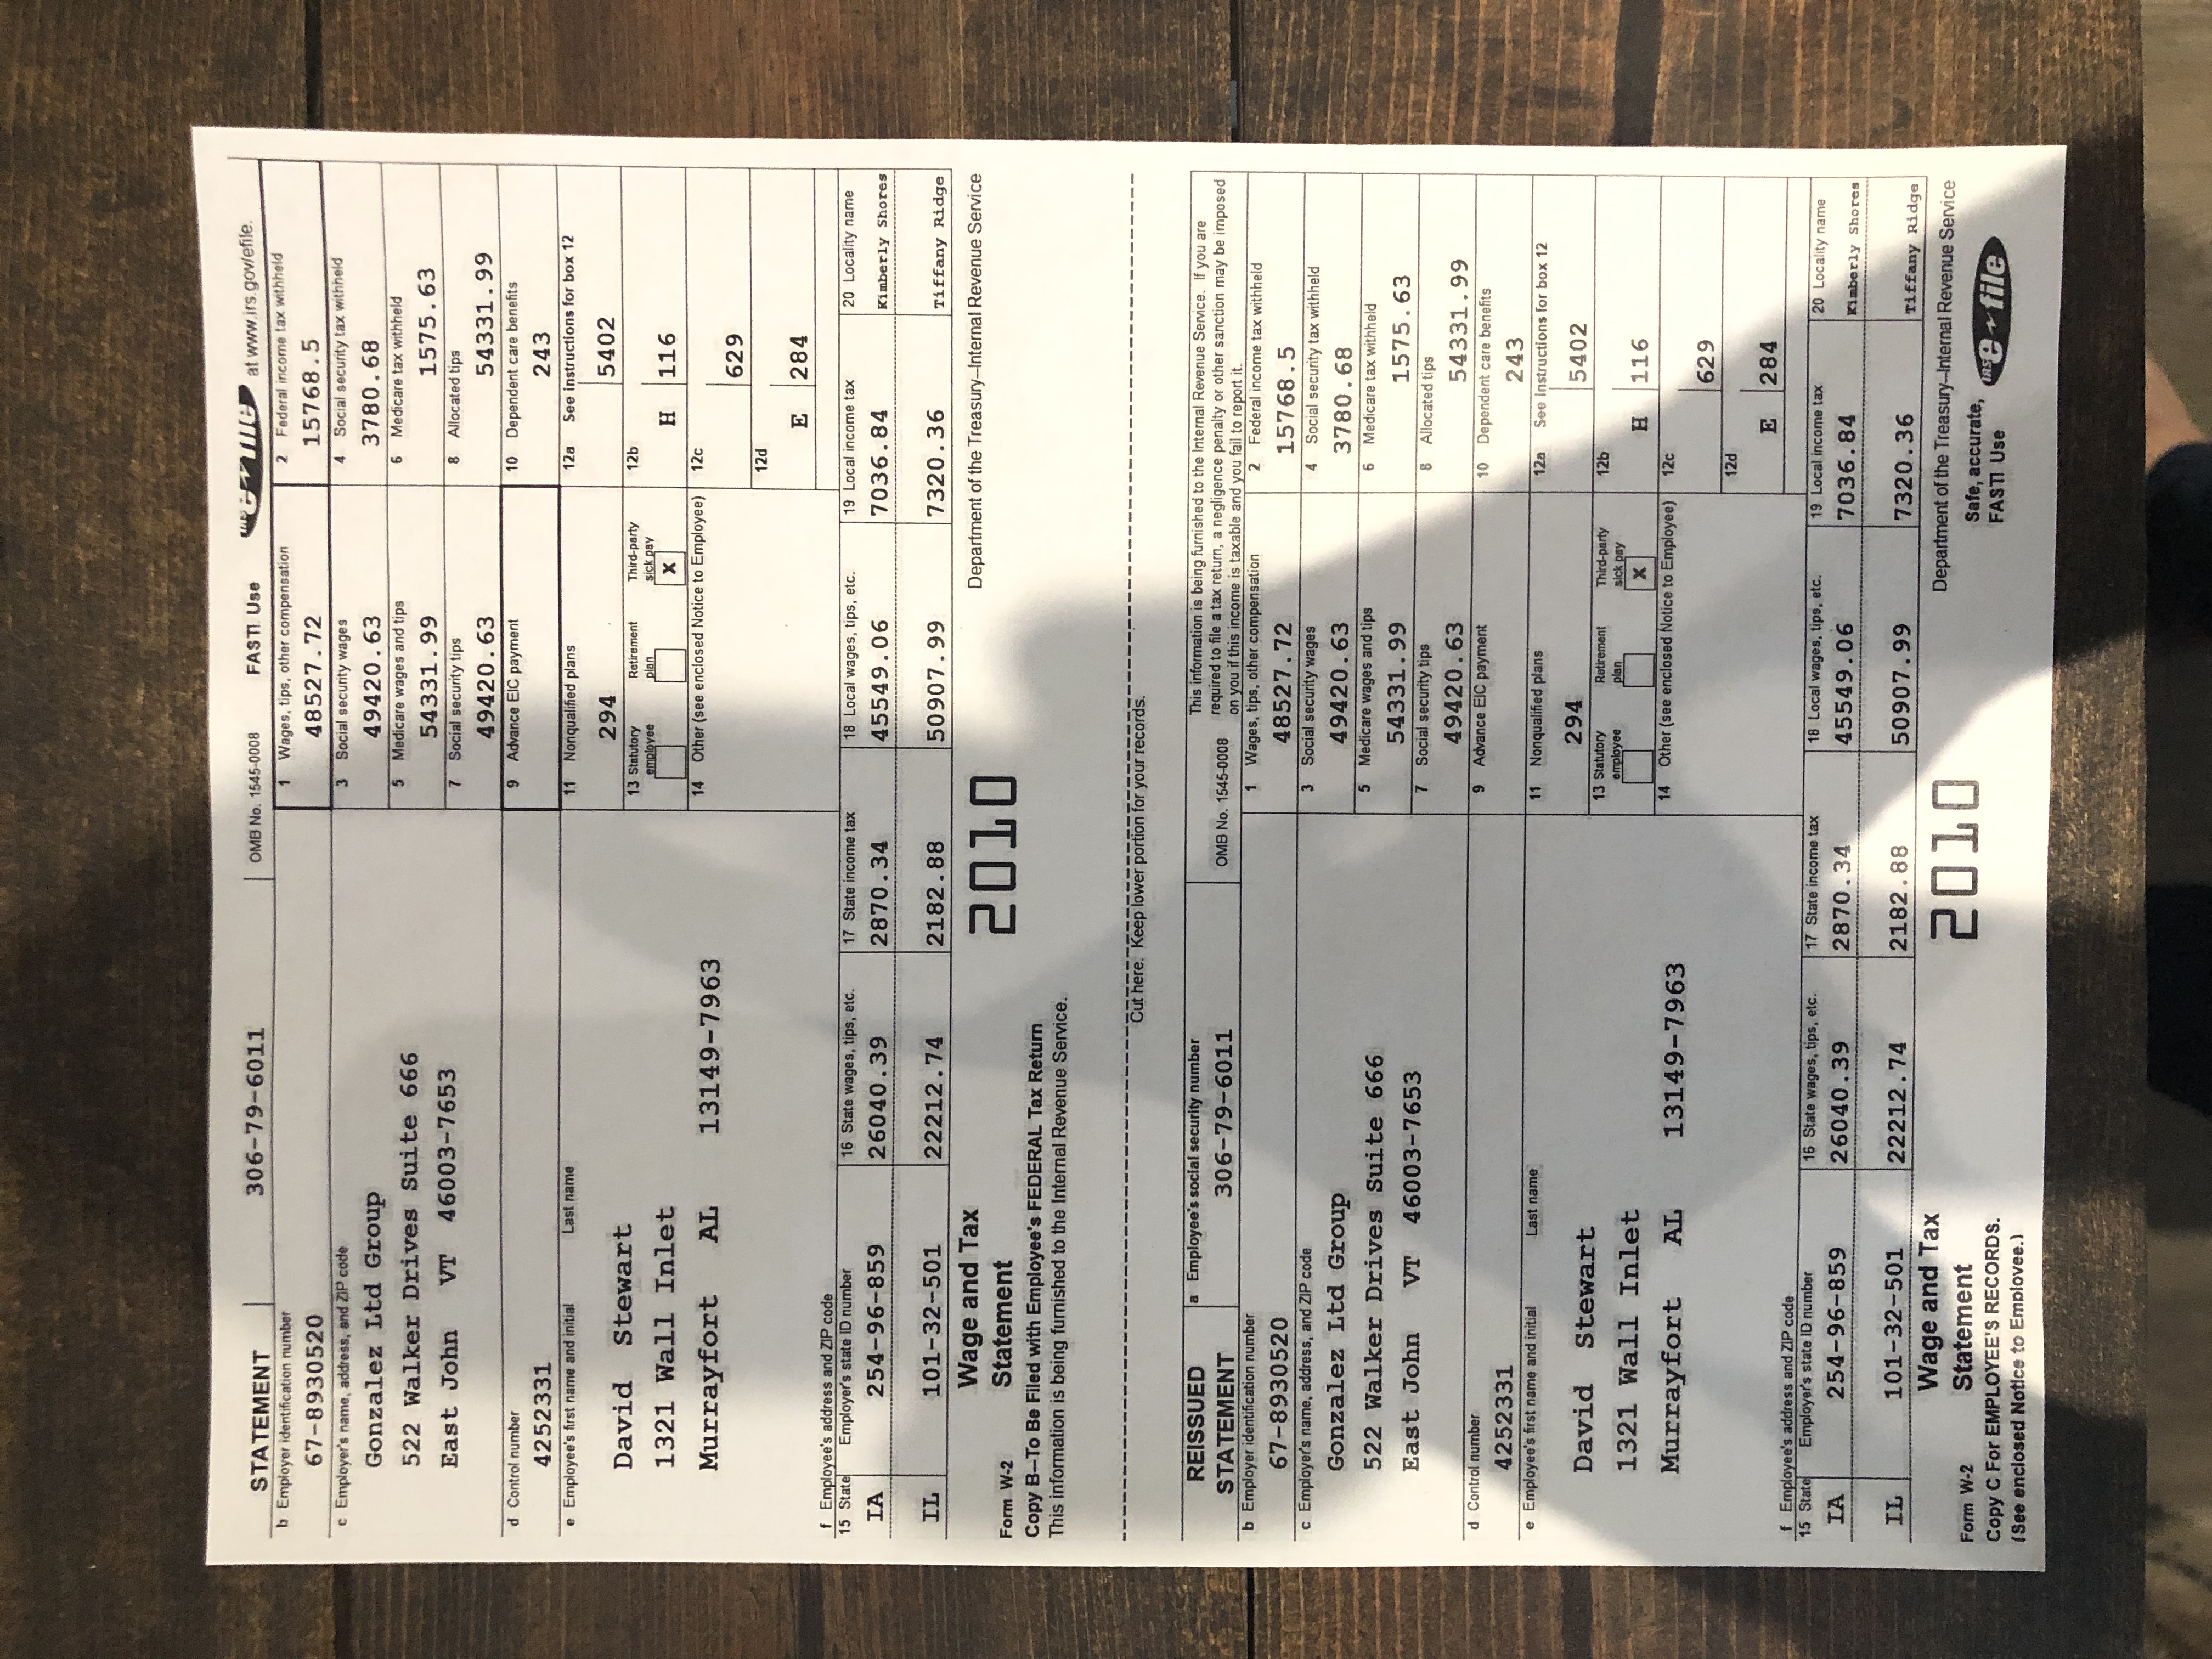 STATEMENT 306-79-6011 OMB No. 1545-0008 FAST! Use e file at www.irs.gov/efile.
b Employer identification number 1 Wages, tips, other compensation 2 Federal income tax withheld
67-8930520 48527.72 15768.5
c Employer's name, address, and ZIP code 3 Social security wages 4 Social security tax withheld
Gonzalez Ltd Group 49420.63 3780.68
522 Walker Drives Suite 666 5 Medicare wages and tips 6 Medicare tax withheld
East John VT 46003-7653 54331.99 1575.63
7 Social security tips 8 Allocated tips
49420.63 54331.99
d Control number 9 Advance EIC payment 10 Dependent care benefits
4252331 243
e Employee's first name and initial Last name 11 Nonqualified plans 12a See instructions for box 12
David Stewart 294 5402
13 Statutory employee Retirement plan Third-party sick pay 12b
1321 Wall Inlet X H 116
Murrayfort AL 13149-7963 14 Other (see enclosed Notice to Employee) 12c
629
12d
E 284
f Employee's address and ZIP code
15 State Employer's state ID number 16 State wages, tips, etc. 17 State income tax 18 Local wages, tips, etc. 19 Local income tax 20 Locality name
IA 254-96-859 26040.39 2870.34 45549.06 7036.84 Kimberly Shores
IL 101-32-501 22212.74 2182.88 50907.99 7320.36 Tiffany Ridge
Wage and Tax
Form W-2 Statement 2010 Department of the Treasury–Internal Revenue Service
Copy B–To Be Filed with Employee's FEDERAL Tax Return
This information is being furnished to the Internal Revenue Service.
Cut here. Keep lower portion for your records.
REISSUED a Employee's social security number This information is being furnished to the Internal Revenue Service. If you are
STATEMENT 306-79-6011 OMB No. 1545-0008 required to file a tax return, a negligence penalty or other sanction may be imposed
on you if this income is taxable and you fail to report it.
b Employer identification number 1 Wages, tips, other compensation 2 Federal income tax withheld
67-8930520 48527.72 15768.5
c Employer's name, address, and ZIP code 3 Social security wages 4 Social security tax withheld
Gonzalez Ltd Group 49420.63 3780.68
522 Walker Drives Suite 666 5 Medicare wages and tips 6 Medicare tax withheld
East John VT 46003-7653 54331.99 1575.63
7 Social security tips 8 Allocated tips
49420.63 54331.99
d Control number 9 Advance EIC payment 10 Dependent care benefits
4252331 243
e Employee's first name and initial Last name 11 Nonqualified plans 12a See instructions for box 12
David Stewart 294 5402
13 Statutory employee Retirement plan Third-party sick pay 12b
1321 Wall Inlet X H 116
Murrayfort AL 13149-7963 14 Other (see enclosed Notice to Employee) 12c
629
12d
E 284
f Employee's address and ZIP code
15 State Employer's state ID number 16 State wages, tips, etc. 17 State income tax 18 Local wages, tips, etc. 19 Local income tax 20 Locality name
IA 254-96-859 26040.39 2870.34 45549.06 7036.84 Kimberly Shores
IL 101-32-501 22212.74 2182.88 50907.99 7320.36 Tiffany Ridge
Wage and Tax
Form W-2 Statement 2010 Department of the Treasury–Internal Revenue Service
Copy C For EMPLOYEE'S RECORDS. Safe, accurate,
(See enclosed Notice to Employee.) FAST! Use IRS e file